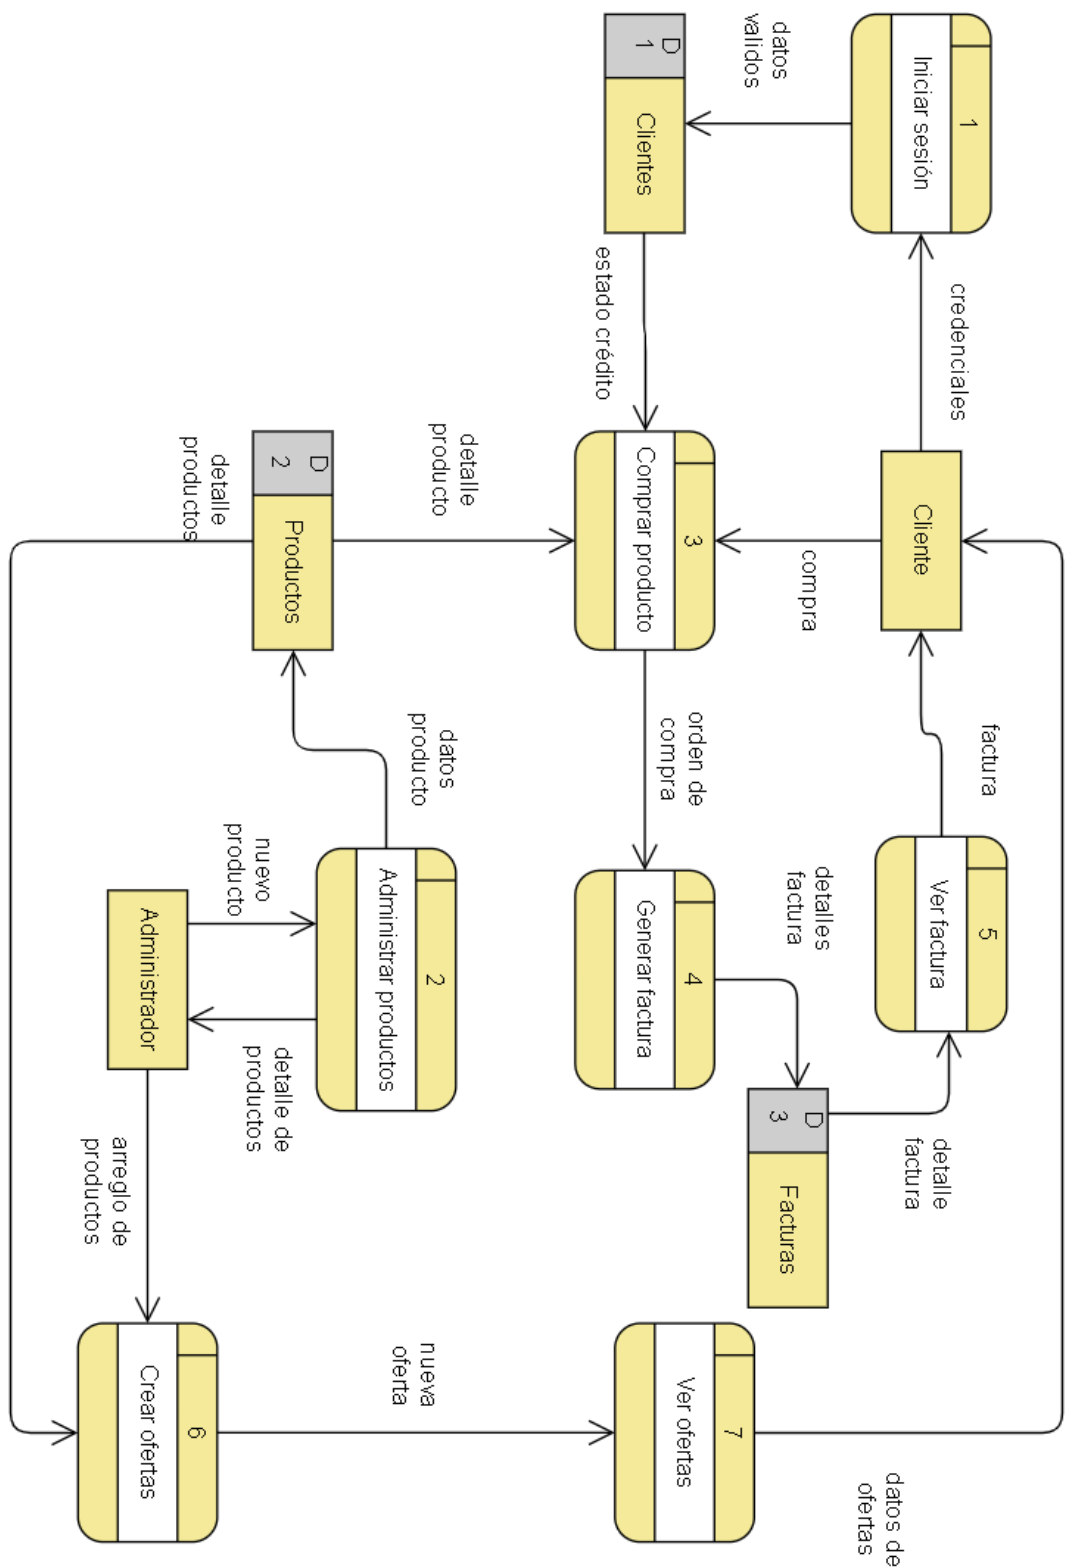 1
Iniciar sesión
credenciales
Cliente
factura
5
Ver factura
datos
validos
D
1
Clientes
estado crédito
compra
3
Comprar producto
orden de
compra
detalles
factura
4
Generar factura
detalle
factura
D
3
Facturas
detalle
producto
D
2
Productos
detalle
productos
datos
producto
2
Administrar productos
nuevo
producto
Administrador
detalle de
productos
arreglo de
productos
6
Crear ofertas
nueva
oferta
7
Ver ofertas
datos de
ofertas